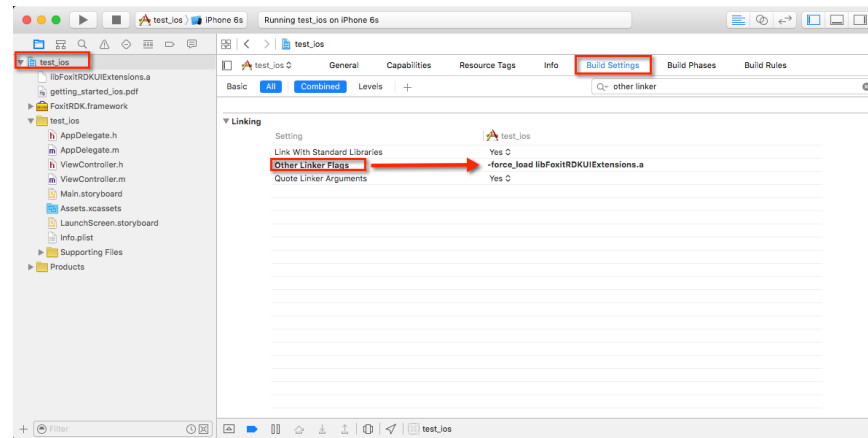 test_ios
iPhone 6s
Running test_ios on iPhone 6s
test_ios
test_ios
libFoxitRDKUIExtensions.a
getting_started_ios.pdf
FoxitRDK.framework
test_ios
AppDelegate.h
AppDelegate.m
ViewController.h
ViewController.m
Main.storyboard
Assets.xcassets
LaunchScreen.storyboard
Info.plist
Supporting Files
Products
Filter
test_ios General Capabilities Resource Tags Info Build Settings Build Phases Build Rules
Basic All Combined Levels + other linker
Linking
Setting test_ios
Link With Standard Libraries Yes
Other Linker Flags -force_load libFoxitRDKUIExtensions.a
Quote Linker Arguments Yes
test_ios